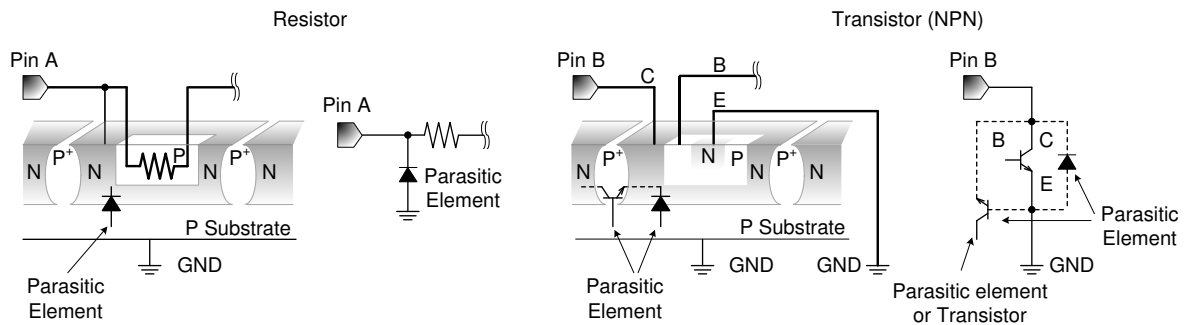 Resistor
Transistor (NPN)
Pin A
Pin A
Pin B
C
B
E
Pin B
N
P+
N
P
N
P+
N
Parasitic
Element
P Substrate
GND
Parasitic
Element
N
P+
N
N
P
N
P+
N
P Substrate
GND
GND
Parasitic
Element
B
C
E
Parasitic
Element
GND
Parasitic element
or Transistor